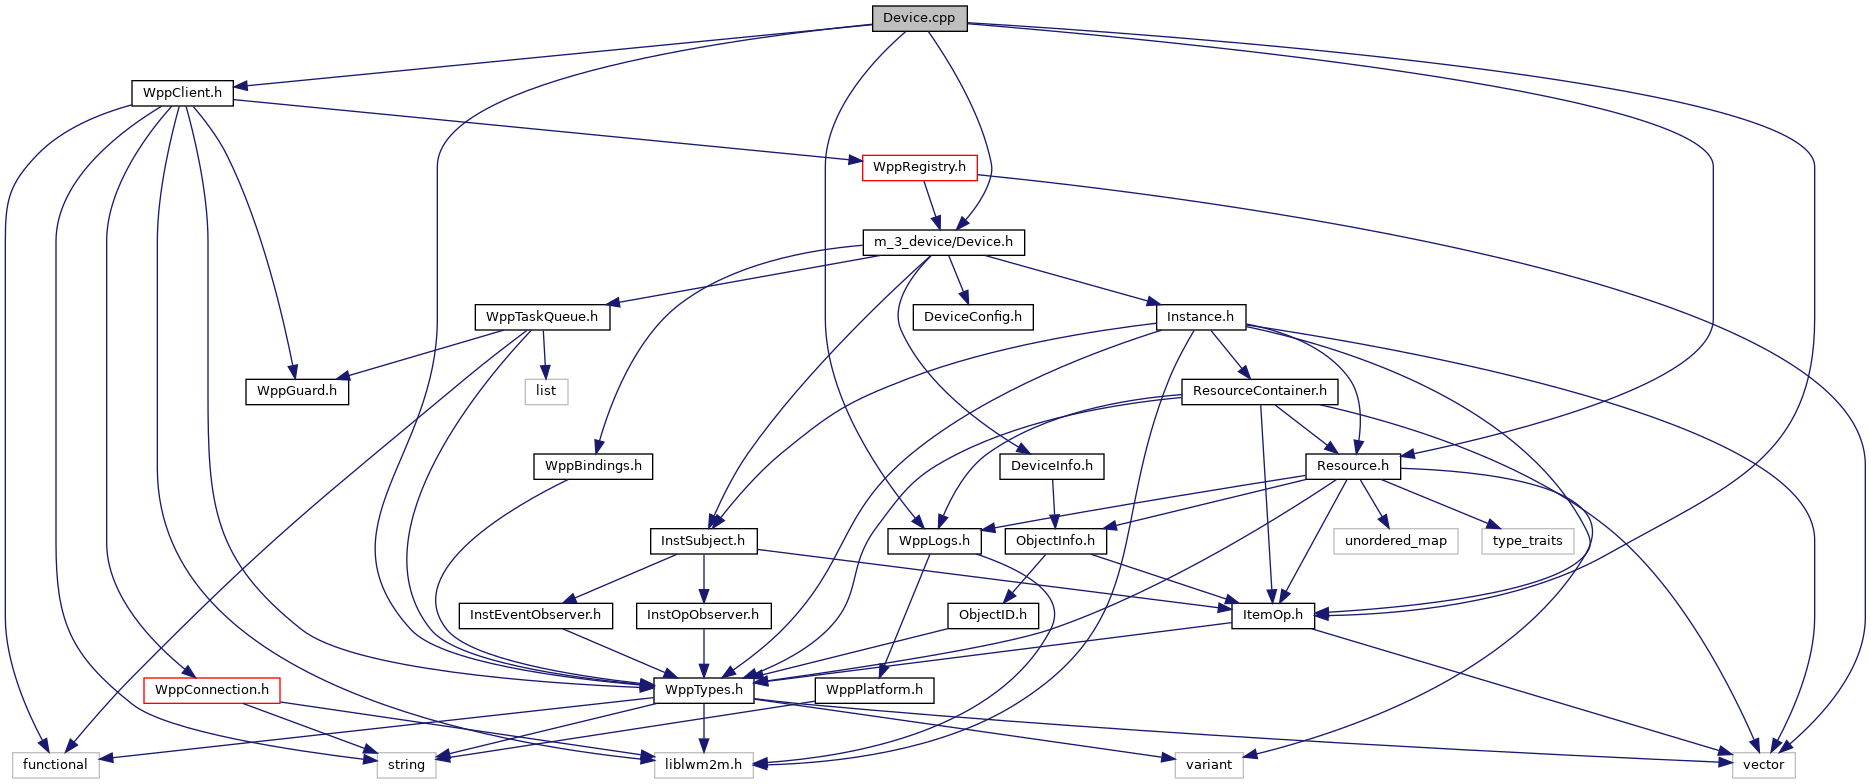 Device.cpp
WppClient.h
WppRegistry.h
m_3_device/Device.h
WppTaskQueue.h
DeviceConfig.h
Instance.h
WppGuard.h
list
ResourceContainer.h
WppBindings.h
DeviceInfo.h
Resource.h
InstSubject.h
WppLogs.h
ObjectInfo.h
unordered_map
type_traits
InstEventObserver.h
InstOpObserver.h
ObjectID.h
ItemOp.h
WppConnection.h
WppTypes.h
WppPlatform.h
functional
string
liblwm2m.h
variant
vector